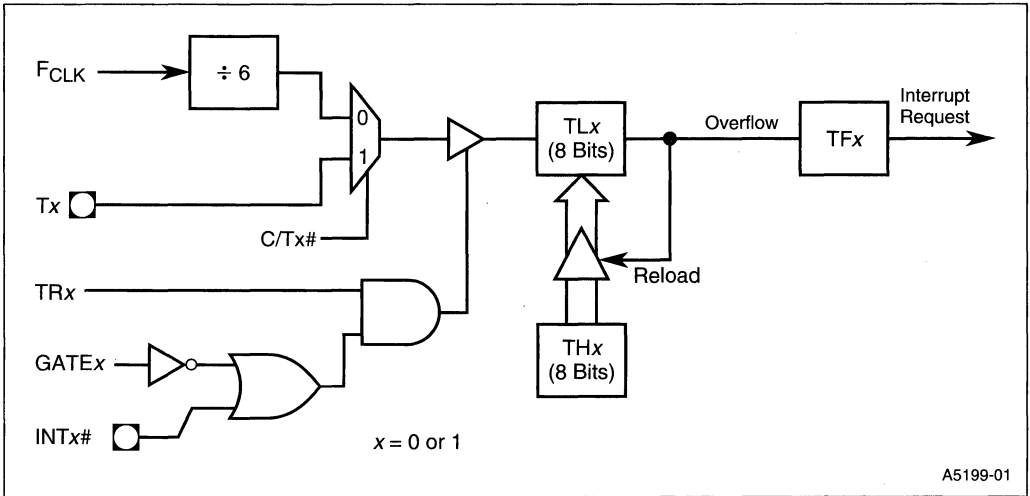 FCLK
÷ 6
0
1
Tx
C/Tx#
TRx
GATEx
INTx#
x = 0 or 1
TLx
(8 Bits)
Overflow
TFx
Interrupt
Request
Reload
THx
(8 Bits)
A5199-01